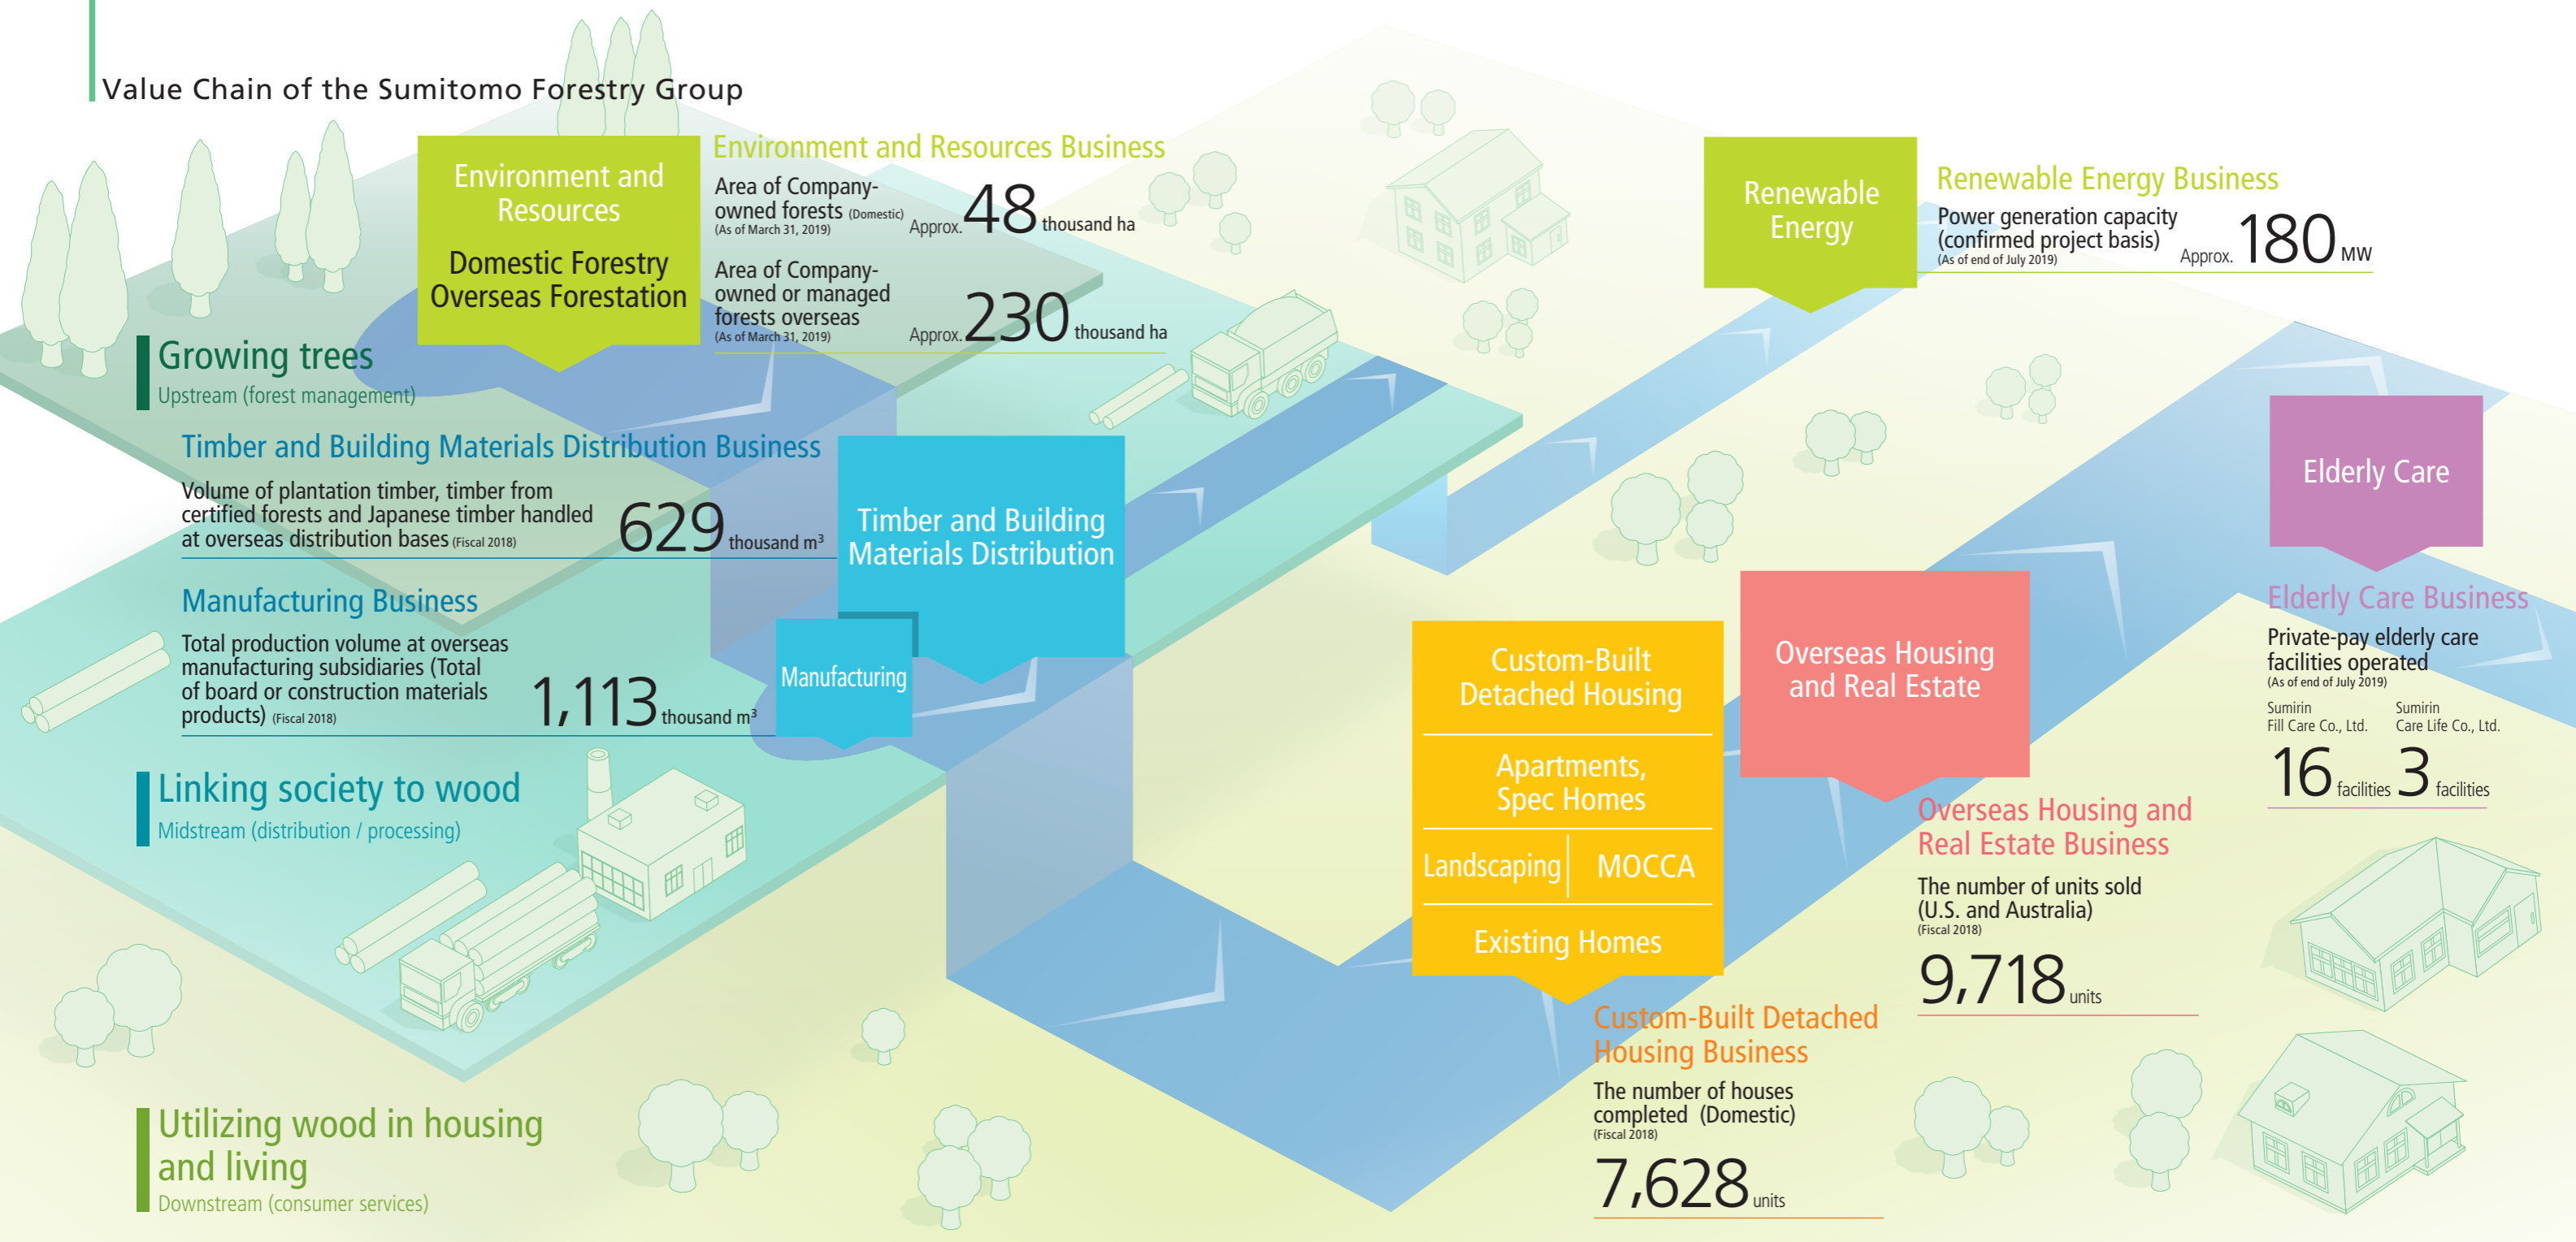 Value Chain of the Sumitomo Forestry Group
Environment and
Resources
Domestic Forestry
Overseas Forestation
Environment and Resources Business
Area of Company-
owned forests (Domestic)
(As of March 31, 2019)
Approx. 48 thousand ha
Area of Company-
owned or managed
forests overseas
(As of March 31, 2019)
Approx. 230 thousand ha
Renewable
Energy
Renewable Energy Business
Power generation capacity
(confirmed project basis)
(As of end of July 2019)
Approx. 180 MW
Growing trees
Upstream (forest management)
Timber and Building Materials Distribution Business
Volume of plantation timber, timber from
certified forests and Japanese timber handled
at overseas distribution bases (Fiscal 2018)
629 thousand m³
Timber and Building
Materials Distribution
Manufacturing Business
Total production volume at overseas
manufacturing subsidiaries (Total
of board or construction materials
products) (Fiscal 2018)
1,113 thousand m³
Manufacturing
Linking society to wood
Midstream (distribution / processing)
Custom-Built
Detached Housing
Apartments,
Spec Homes
Landscaping MOCCA
Existing Homes
Custom-Built Detached
Housing Business
The number of houses
completed (Domestic)
(Fiscal 2018)
7,628 units
Overseas Housing
and Real Estate
Overseas Housing and
Real Estate Business
The number of units sold
(U.S. and Australia)
(Fiscal 2018)
9,718 units
Elderly Care
Elderly Care Business
Private-pay elderly care
facilities operated
(As of end of July 2019)
Sumirin
Fill Care Co., Ltd.
16 facilities
Sumirin
Care Life Co., Ltd.
3 facilities
Utilizing wood in housing
and living
Downstream (consumer services)